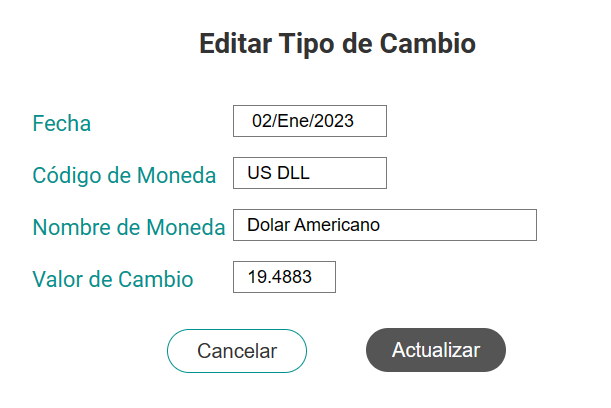 Editar Tipo de Cambio
Fecha 02/Ene/2023
Código de Moneda US DLL
Nombre de Moneda Dolar Americano
Valor de Cambio 19.4883
Cancelar Actualizar